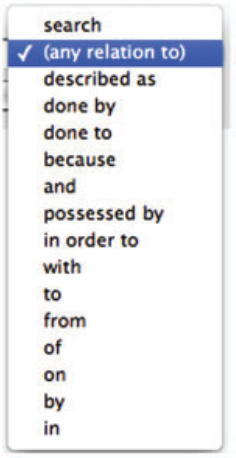 search
✓ (any relation to)
described as
done by
done to
because
and
possessed by
in order to
with
to
from
of
on
by
in